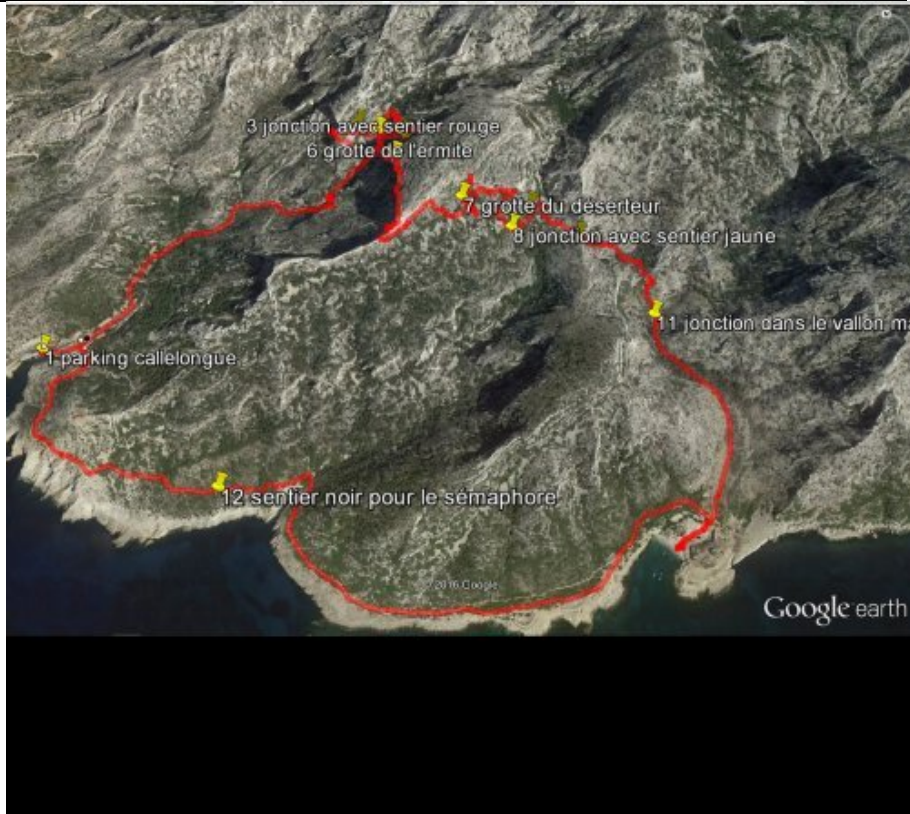 3 jonction avec sentier rouge
6 grotte de l'ermite
7 grotte du deserteur
8 jonction avec sentier jaune
11 jonction dans le vallon m
1 parking callelongue
12 sentier noir pour le sémaphore
© 2016 Google
Google earth